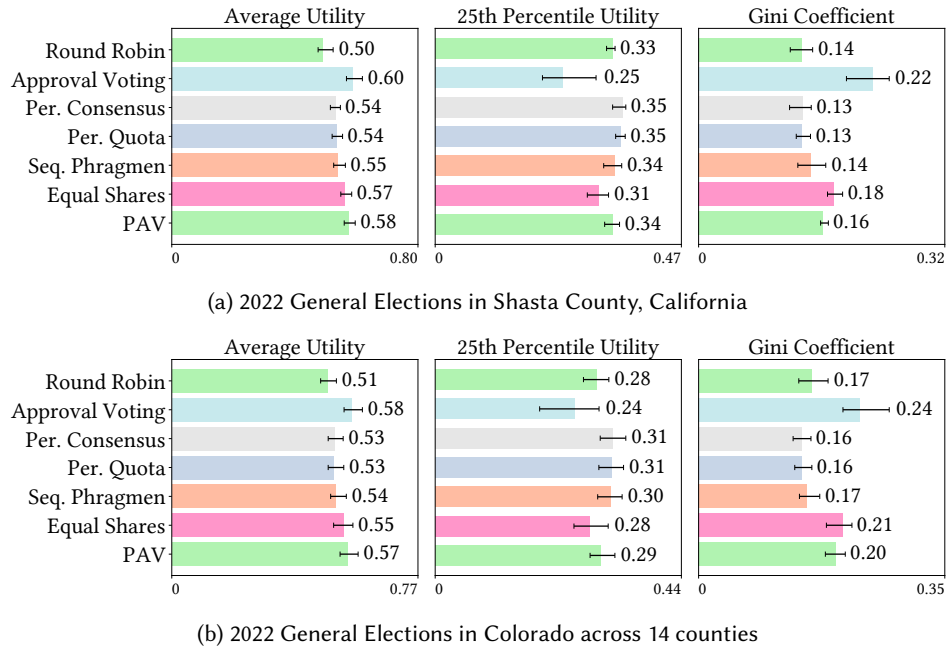 Average Utility 25th Percentile Utility Gini Coefficient
Round Robin 0.50 0.33 0.14
Approval Voting 0.60 0.25 0.22
Per. Consensus 0.54 0.35 0.13
Per. Quota 0.54 0.35 0.13
Seq. Phragmen 0.55 0.34 0.14
Equal Shares 0.57 0.31 0.18
PAV 0.58 0.34 0.16
0 0.80 0 0.47 0 0.32
(a) 2022 General Elections in Shasta County, California
Average Utility 25th Percentile Utility Gini Coefficient
Round Robin 0.51 0.28 0.17
Approval Voting 0.58 0.24 0.24
Per. Consensus 0.53 0.31 0.16
Per. Quota 0.53 0.31 0.16
Seq. Phragmen 0.54 0.30 0.17
Equal Shares 0.55 0.28 0.21
PAV 0.57 0.29 0.20
0 0.77 0 0.44 0 0.35
(b) 2022 General Elections in Colorado across 14 counties